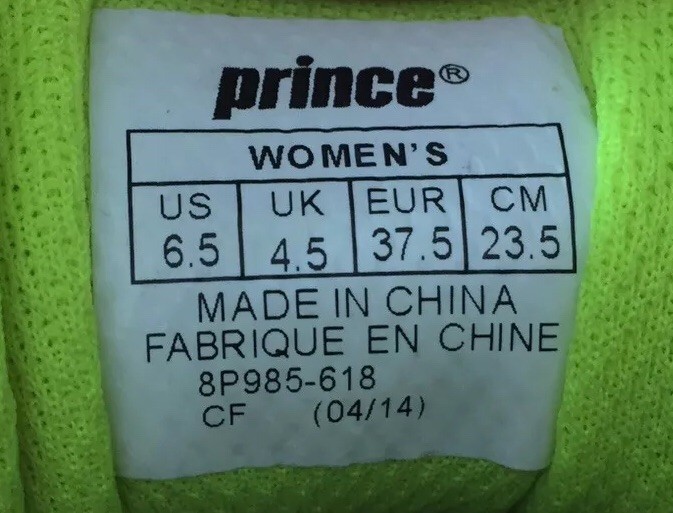 prince®
WOMEN'S
US UK EUR CM
6.5 4.5 37.5 23.5
MADE IN CHINA
FABRIQUE EN CHINE
8P985-618
CF (04/14)